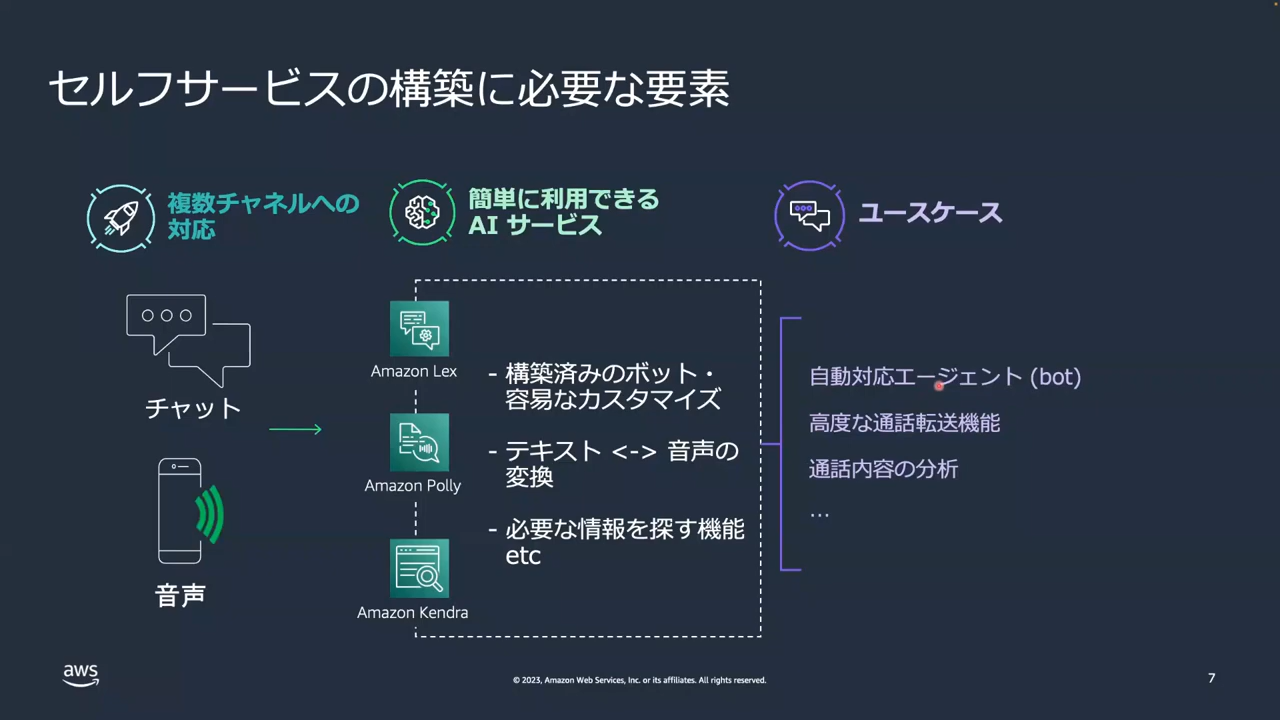 セルフサービスの構築に必要な要素
複数チャネルへの
対応
簡単に利用できる
AI サービス
ユースケース
チャット
音声
Amazon Lex
Amazon Polly
Amazon Kendra
- 構築済みのボット・
容易なカスタマイズ
- テキスト <-> 音声の
変換
- 必要な情報を探す機能
etc
自動対応エージェント (bot)
高度な通話転送機能
通話内容の分析
…
aws
© 2023, Amazon Web Services, Inc. or its affiliates. All rights reserved.
7